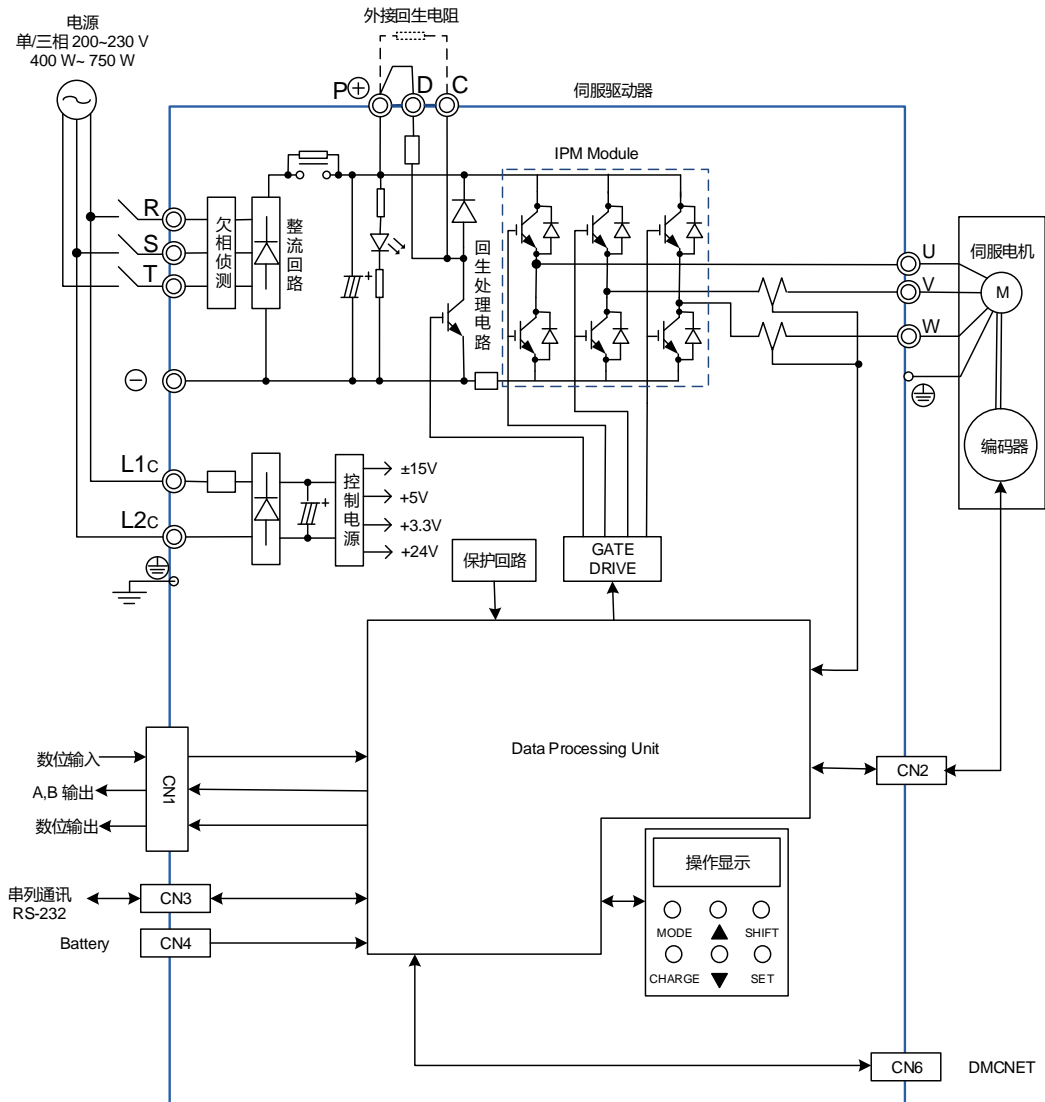 电源
单/三相 200~230 V
400 W~ 750 W
外接回生电阻
P
D
C
伺服驱动器
IPM Module
R
S
T
欠相侦测
整流回路
回生处理电路
U
V
W
伺服电机
M
编码器
L1c
L2c
控制电源
±15V
+5V
+3.3V
+24V
保护回路
GATE
DRIVE
Data Processing Unit
数位输入
A,B 输出
数位输出
CN1
CN2
串列通讯
RS-232
CN3
Battery
CN4
操作显示
MODE
SHIFT
CHARGE
SET
CN6
DMCNET